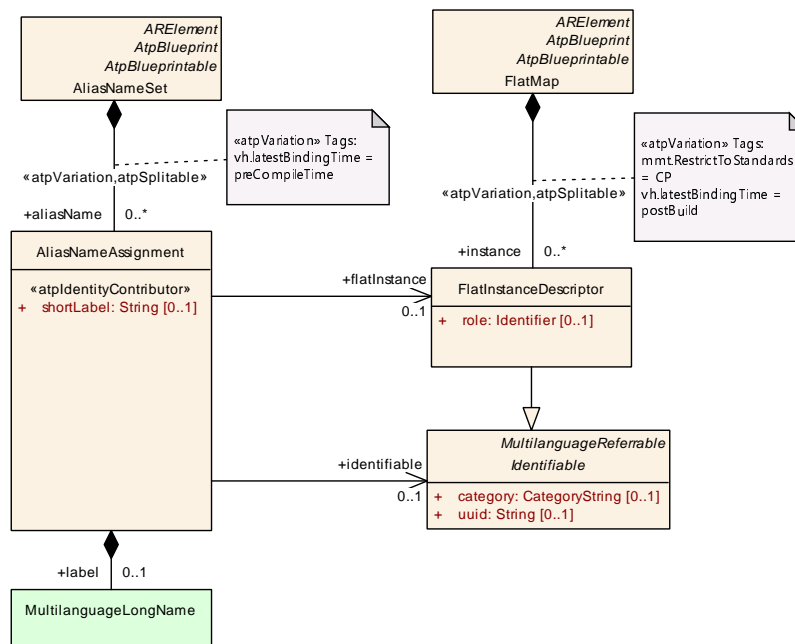 ARElement
AtpBlueprint
AtpBlueprintable
AliasNameSet
ARElement
AtpBlueprint
AtpBlueprintable
FlatMap
«atpVariation» Tags:
vh.latestBindingTime =
preCompileTime
«atpVariation» Tags:
mmt.RestrictToStandards
= CP
vh.latestBindingTime =
postBuild
«atpVariation,atpSplitable»
«atpVariation,atpSplitable»
+aliasName 0..*
+instance 0..*
AliasNameAssignment
«atpIdentityContributor»
+ shortLabel: String [0..1]
+flatInstance
0..1
FlatInstanceDescriptor
+ role: Identifier [0..1]
+identifiable
0..1
MultilanguageReferrable
Identifiable
+ category: CategoryString [0..1]
+ uuid: String [0..1]
+label 0..1
MultilanguageLongName